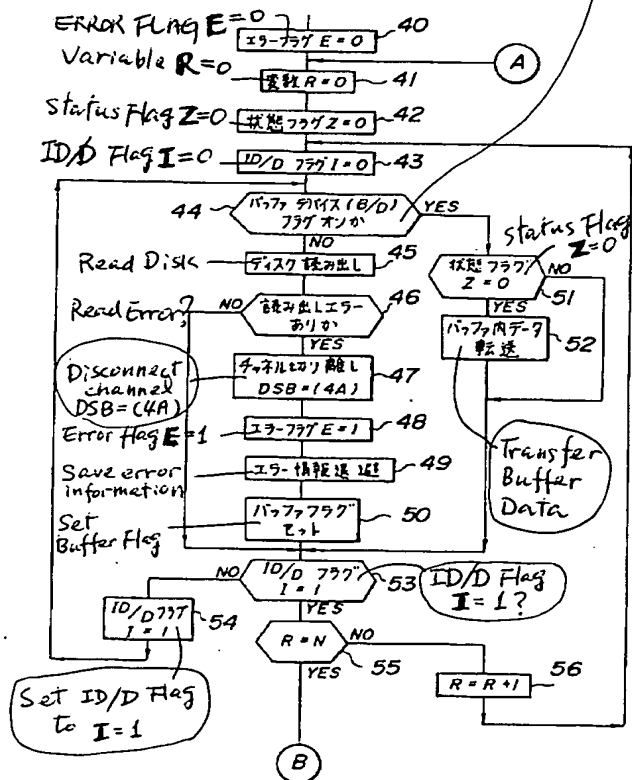 ERROR FLAG E=0
エラーフラグ E=0
40
A
Variable R=0
変数 R=0
41
Status Flag Z=0
状態フラグ Z=0
42
ID/D Flag I=0
ID/D フラグ I=0
43
44
バッファ デバイス (B/D)
フラグ オンか
YES
NO
Read Disk
ディスク 読み出し
45
Status Flag
Z=0
状態フラグ
Z=0
NO
51
YES
Read Error?
NO
読み出しエラー
ありか
46
YES
バッファ内データ
転送
52
Disconnect
channel
DSB=(4A)
チャネル切り離し
DSB=(4A)
47
Error flag E=1
エラーフラグ E=1
48
Save error
information
エラー情報退避
49
Transfer
Buffer
Data
Set
Buffer Flag
バッファフラグ
セット
50
NO
ID/D フラグ
I=1
53
ID/D Flag
I=1?
YES
ID/Dフラグ
I=1
54
R=N
NO
55
YES
R=R+1
56
Set ID/D Flag
to I=1
B